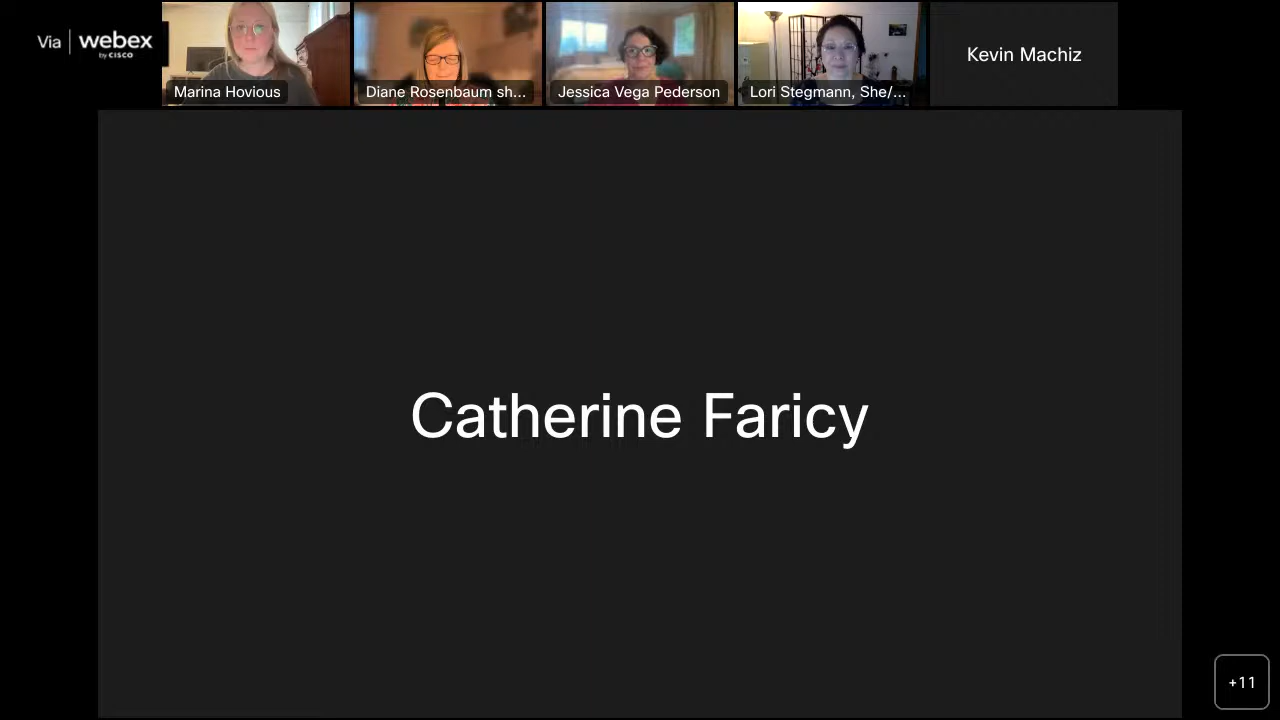 Via webex
by CISCO
Marina Hovious
Diane Rosenbaum sh...
Jessica Vega Pederson
Lori Stegmann, She/...
Kevin Machiz
Catherine Faricy
+11